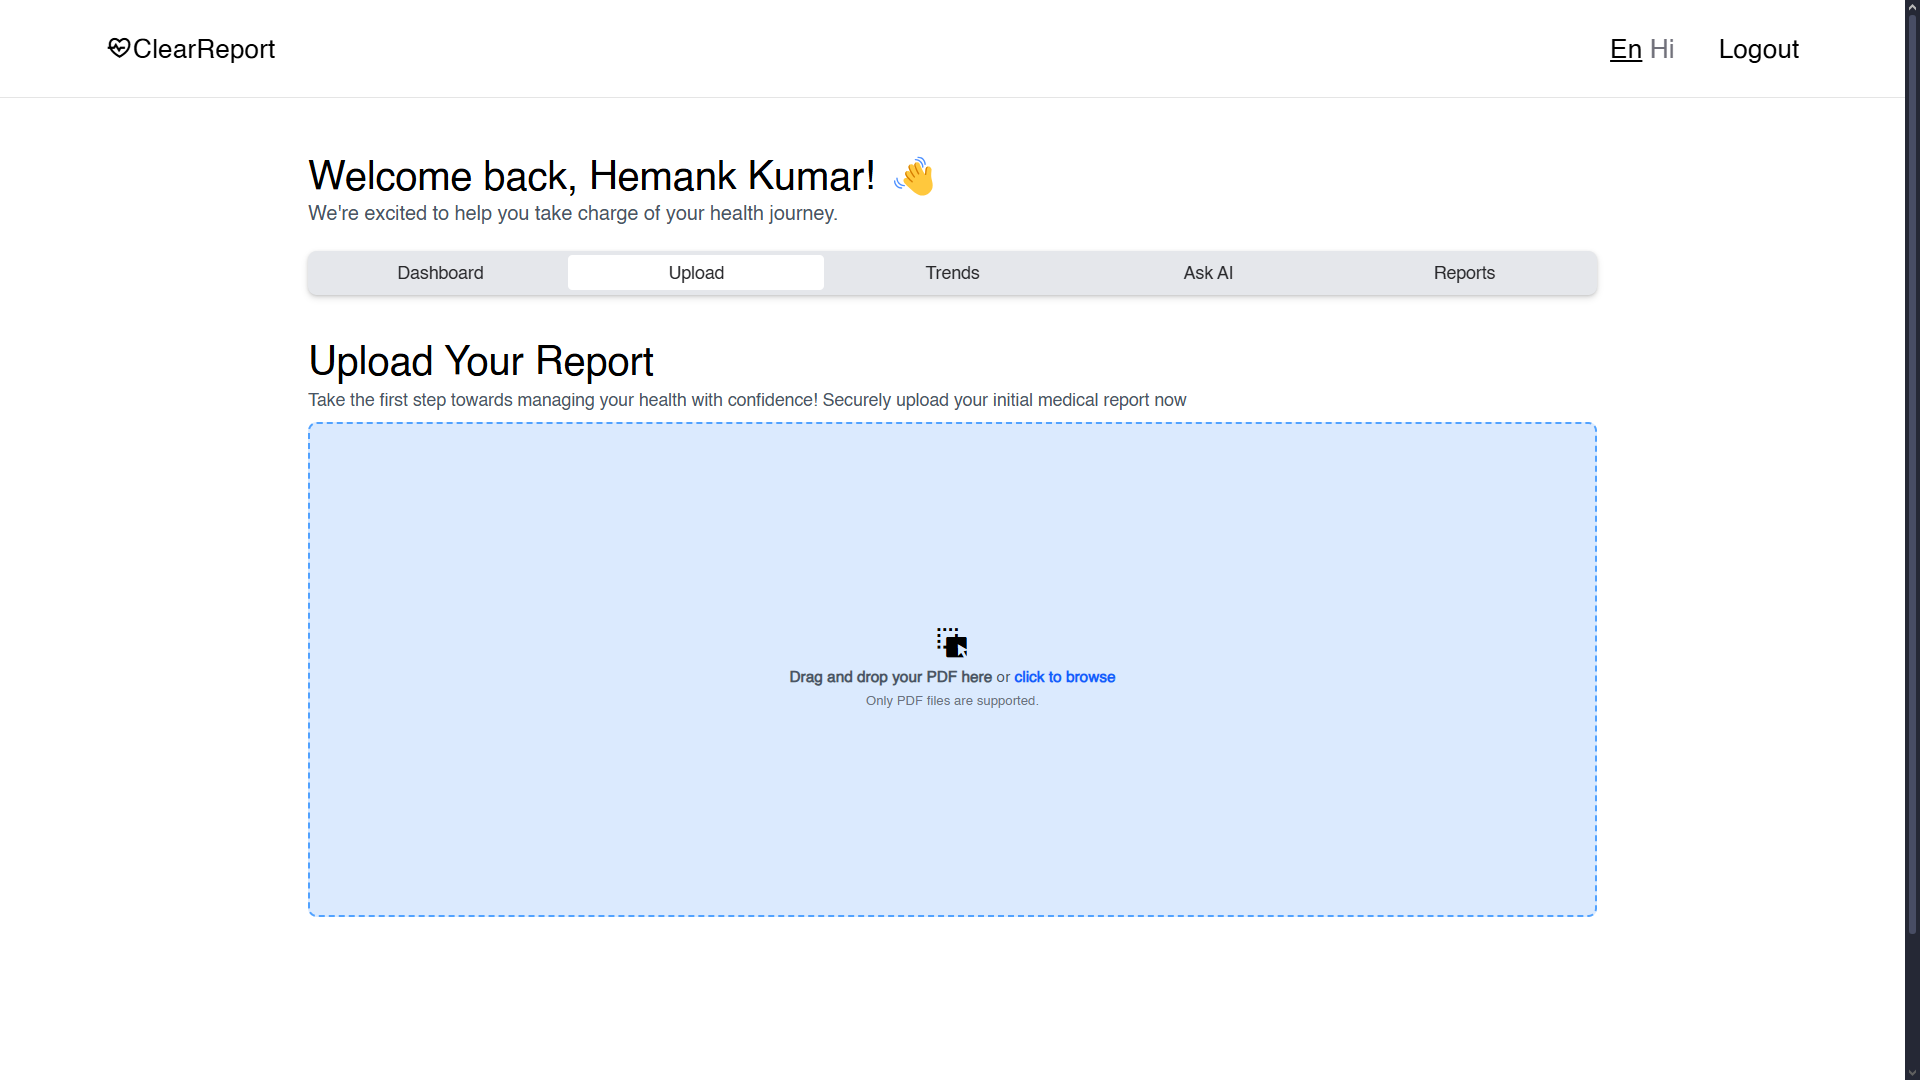 ClearReport
En Hi Logout
Welcome back, Hemank Kumar! 👋
We're excited to help you take charge of your health journey.
Dashboard Upload Trends Ask AI Reports
Upload Your Report
Take the first step towards managing your health with confidence! Securely upload your initial medical report now
Drag and drop your PDF here or click to browse
Only PDF files are supported.